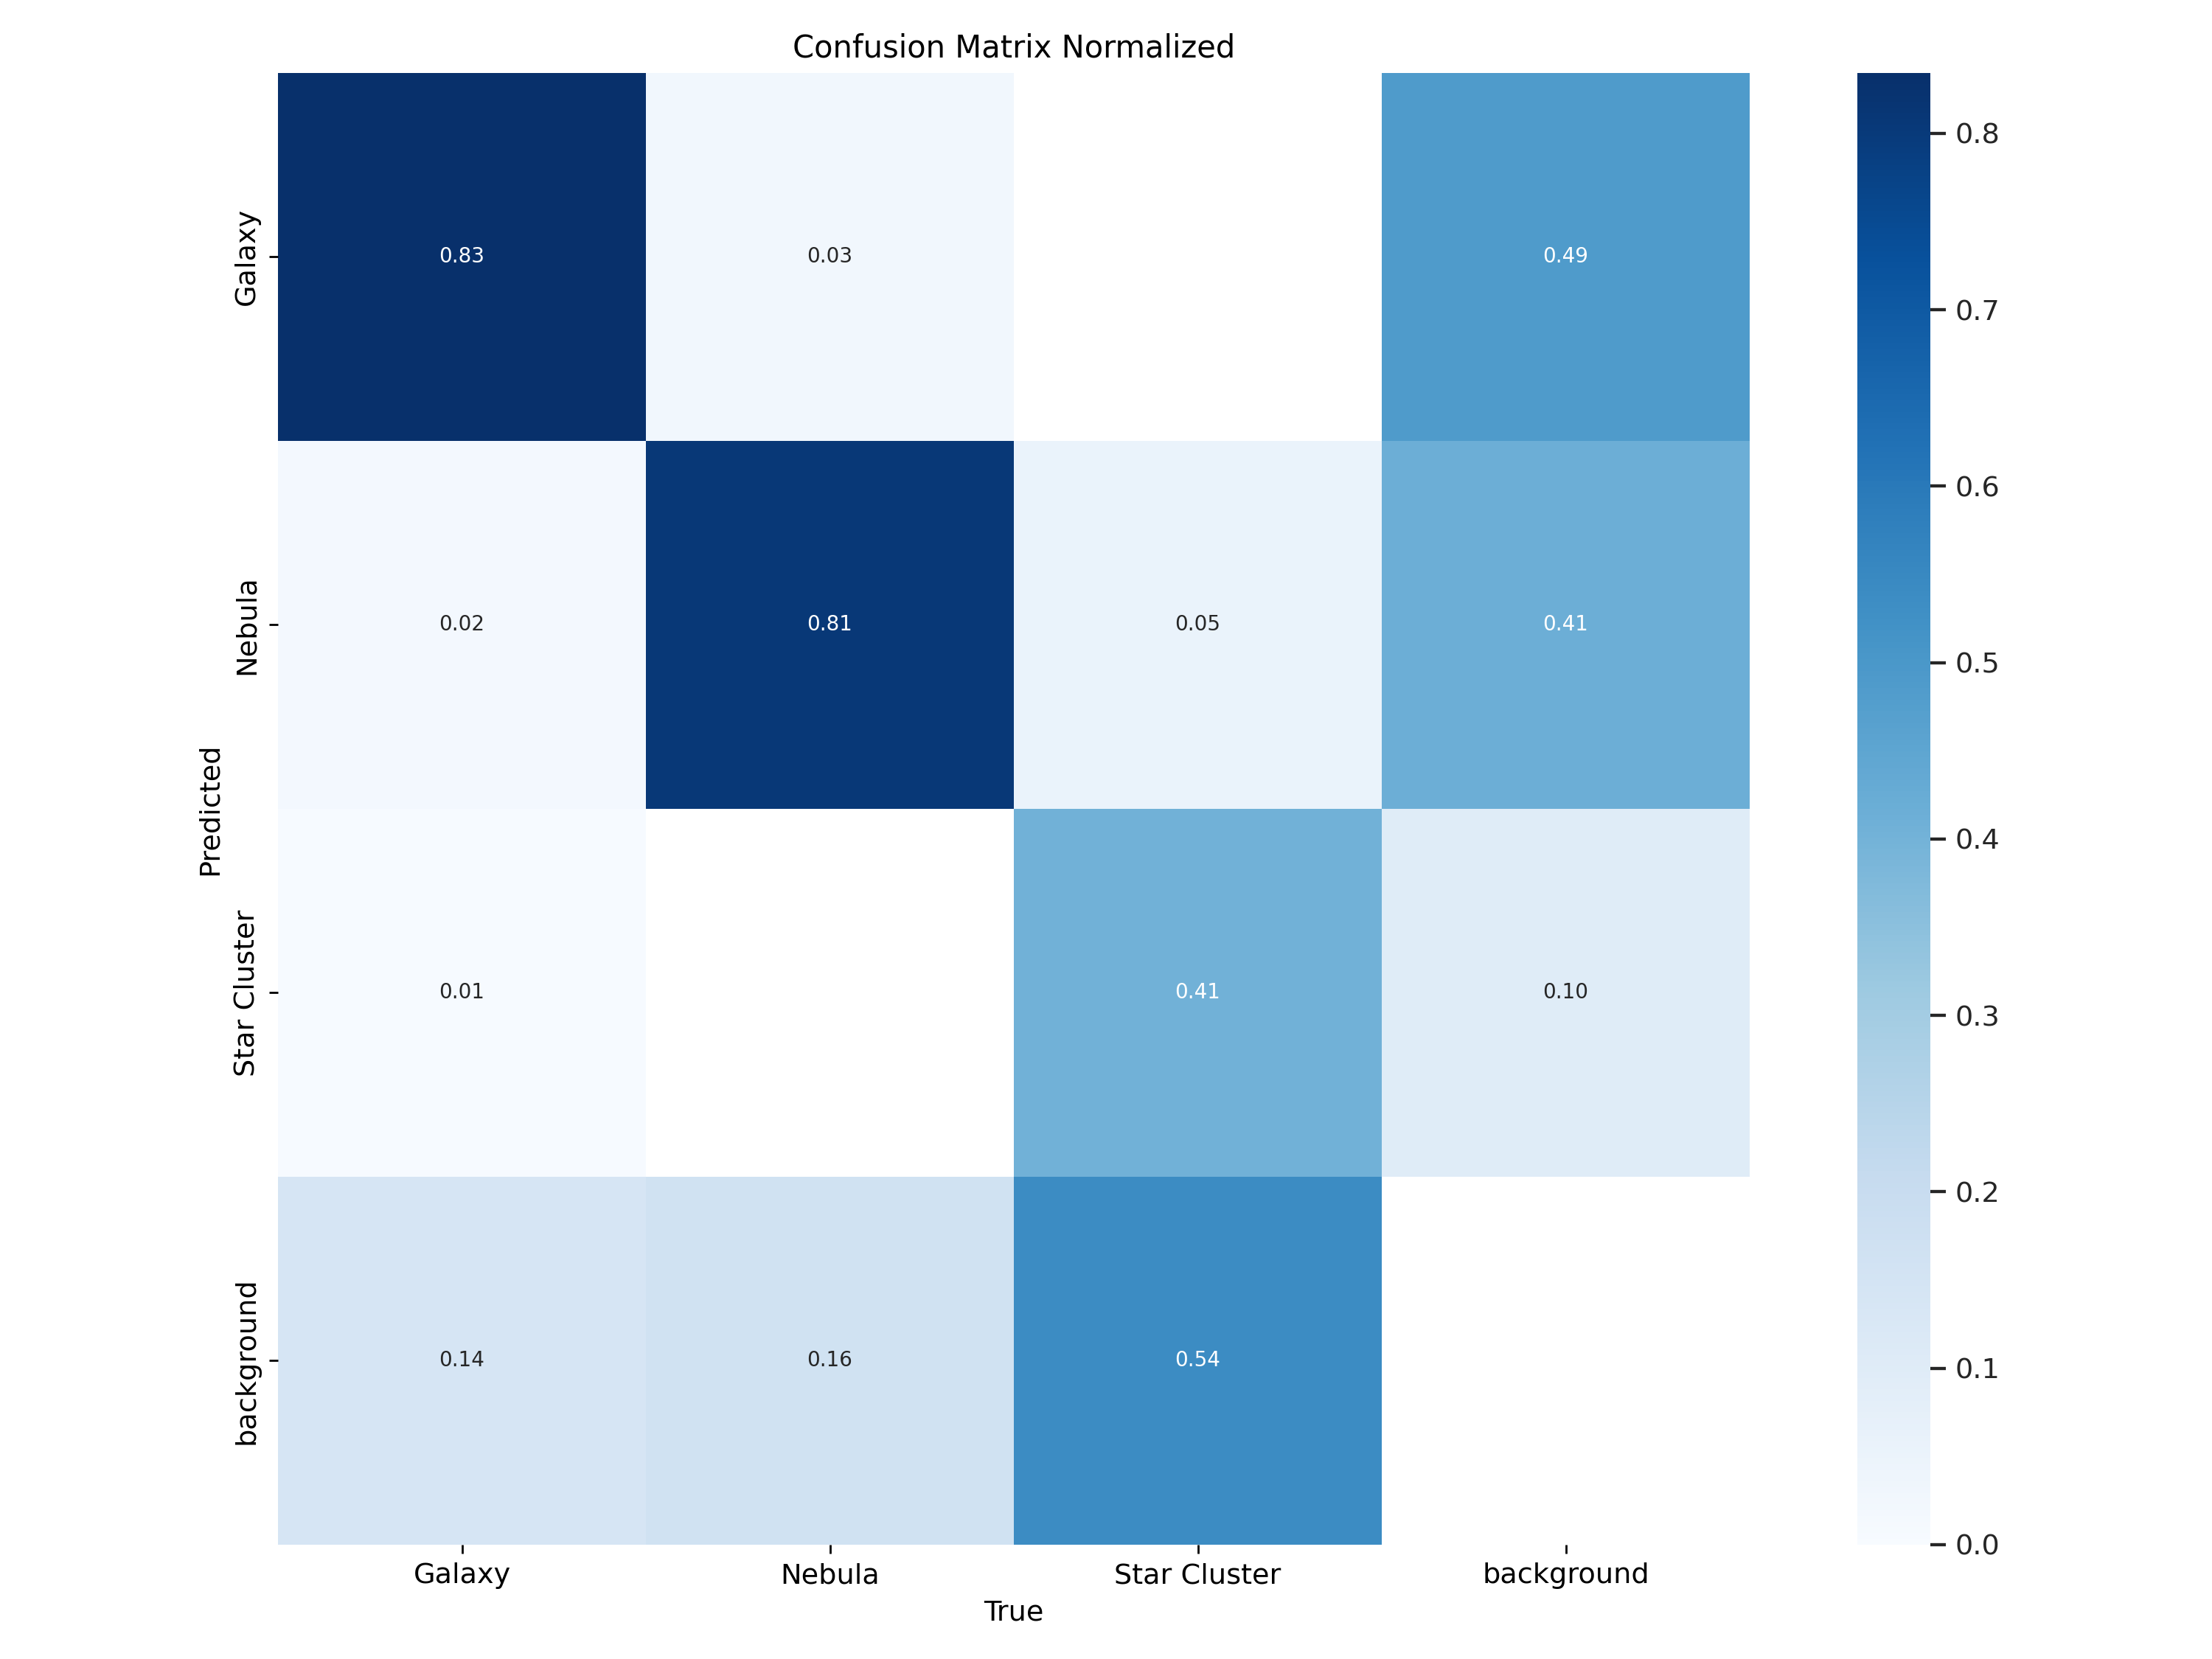 Confusion Matrix Normalized
Galaxy
0.83
0.03
0.49
Nebula
0.02
0.81
0.05
0.41
Star Cluster
0.01
0.41
0.10
background
0.14
0.16
0.54
Predicted
Galaxy
Nebula
Star Cluster
background
True
0.8
0.7
0.6
0.5
0.4
0.3
0.2
0.1
0.0